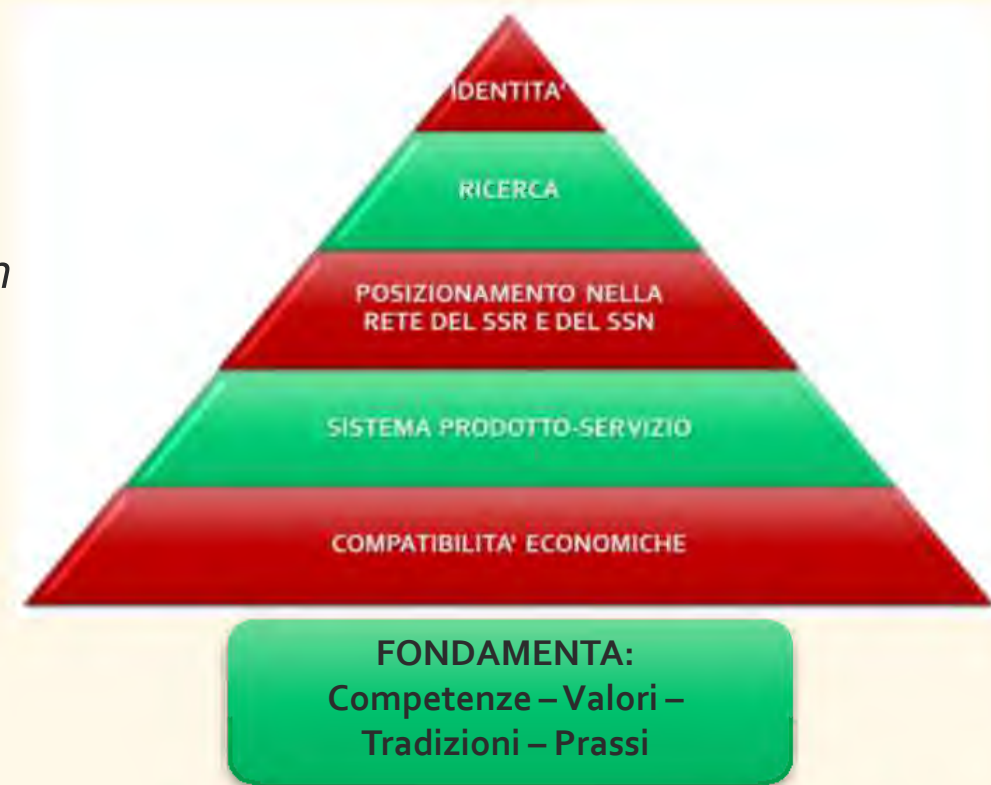 IDENTITA'
RICERCA
n
POSIZIONAMENTO NELLA
RETE DEL SSR E DEL SSN
SISTEMA PRODOTTO-SERVIZIO
COMPATIBILITA' ECONOMICHE
FONDAMENTA:
Competenze – Valori –
Tradizioni – Prassi